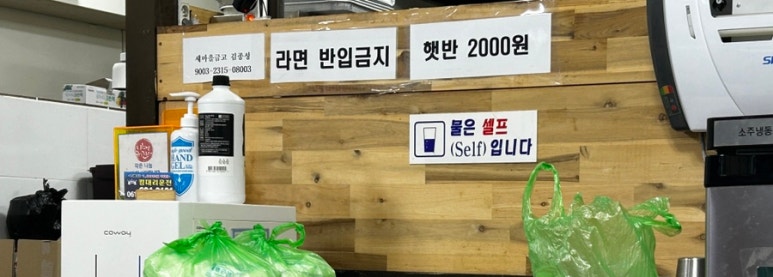 새마을금고 김종성
9003-2315-08003
라면 반입금지
햇반 2000원
물은 셀프
(Self) 입니다
소주냉동
HAND
GEL
coway